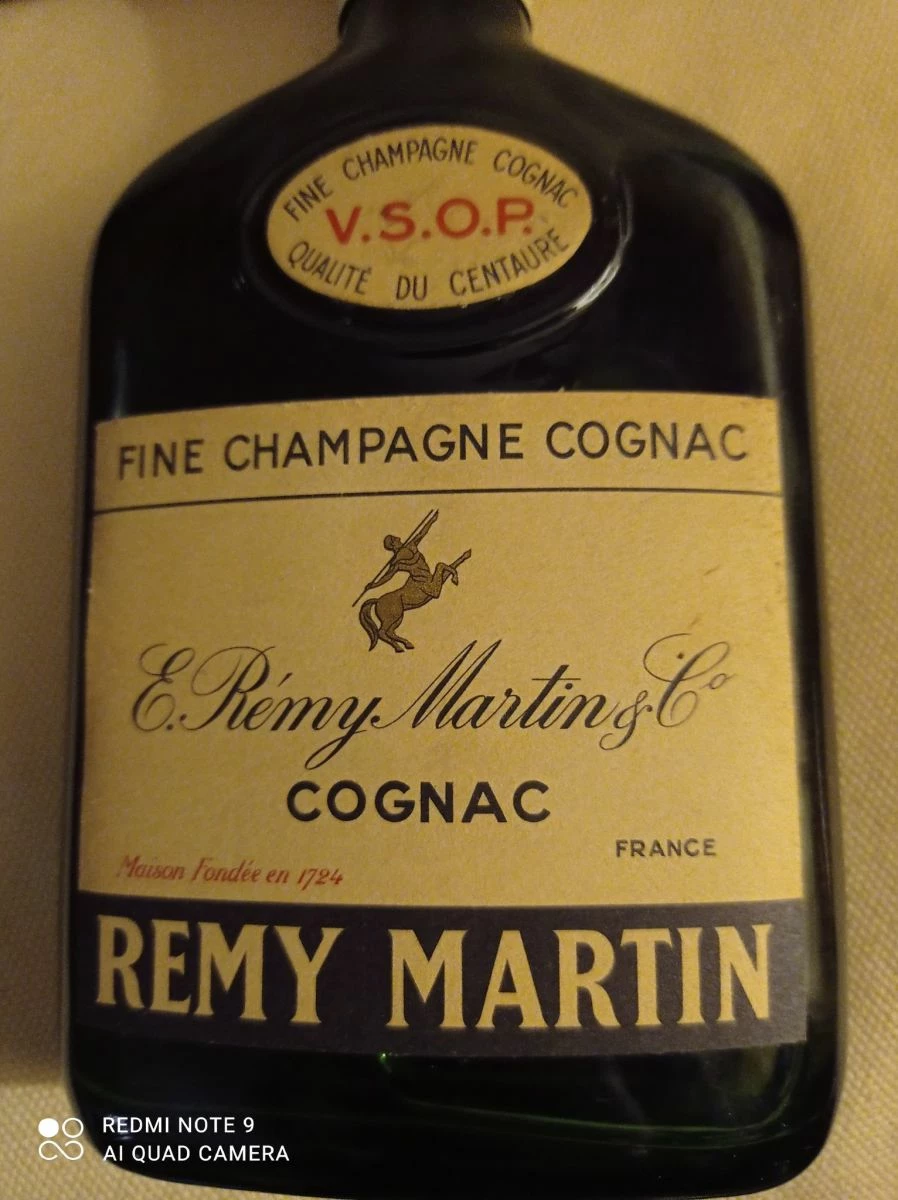 FINE CHAMPAGNE COGNAC
V.S.O.P.
QUALITÉ DU CENTAURE
FINE CHAMPAGNE COGNAC
E. Rémy Martin & Co
COGNAC
FRANCE
Maison Fondée en 1724
REMY MARTIN
REDMI NOTE 9
AI QUAD CAMERA